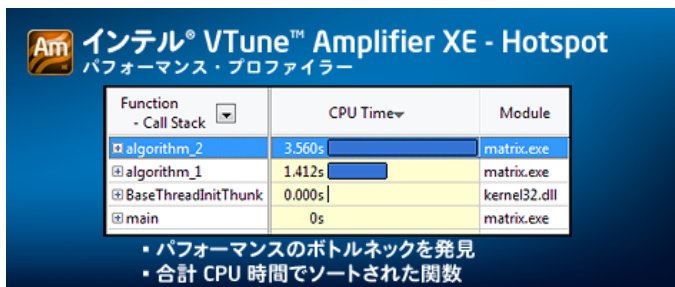 Am インテル® VTune™ Amplifier XE - Hotspot
パフォーマンス・プロファイラー
Function - Call Stack CPU Time Module
algorithm_2 3.560s matrix.exe
algorithm_1 1.412s matrix.exe
BaseThreadInitThunk 0.000s kernel32.dll
main 0s matrix.exe
▪ パフォーマンスのボトルネックを発見
▪ 合計 CPU 時間でソートされた関数